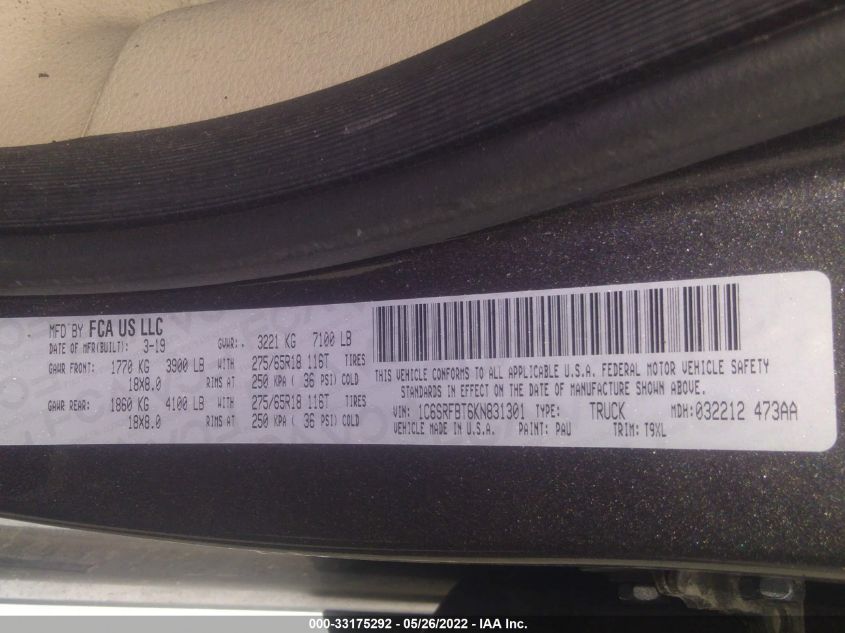 MFD BY FCA US LLC
DATE OF MFR(BUILT): 3-19 GVWR: 3221 KG 7100 LB
GAWR FRONT: 1770 KG 3900 LB WITH 275/65R18 116T TIRES
18X8.0 RIMS AT 250 KPA ( 36 PSI) COLD
GAWR REAR: 1860 KG 4100 LB WITH 275/65R18 116T TIRES
18X8.0 RIMS AT 250 KPA ( 36 PSI) COLD
THIS VEHICLE CONFORMS TO ALL APPLICABLE U.S.A. FEDERAL MOTOR VEHICLE SAFETY
STANDARDS IN EFFECT ON THE DATE OF MANUFACTURE SHOWN ABOVE.
VIN: 1C6SRFBT6KN831301 TYPE: TRUCK MDH: 032212 473AA
VEHICLE MADE IN U.S.A. PAINT: PAU TRIM: T9XL
000-33175292 - 05/26/2022 - IAA Inc.